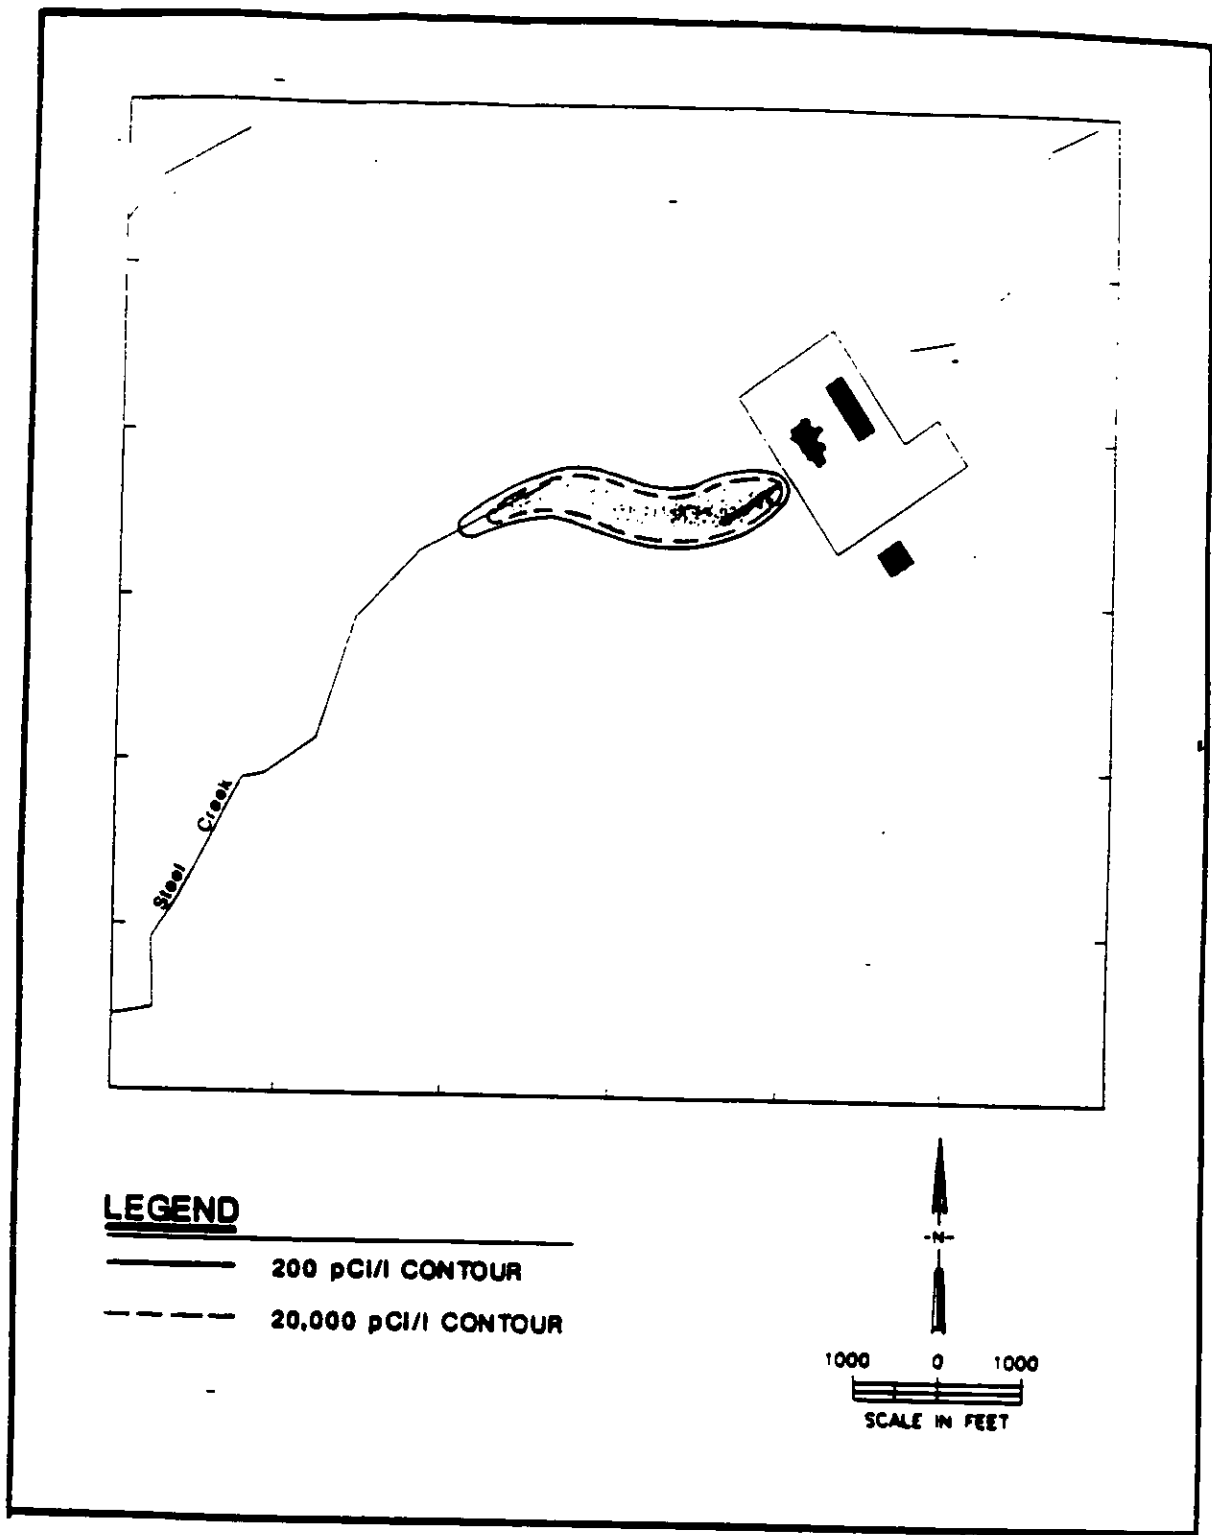 Steel Creek
LEGEND
200 pCi/l CONTOUR
20,000 pCi/l CONTOUR
-N-
1000 0 1000
SCALE IN FEET